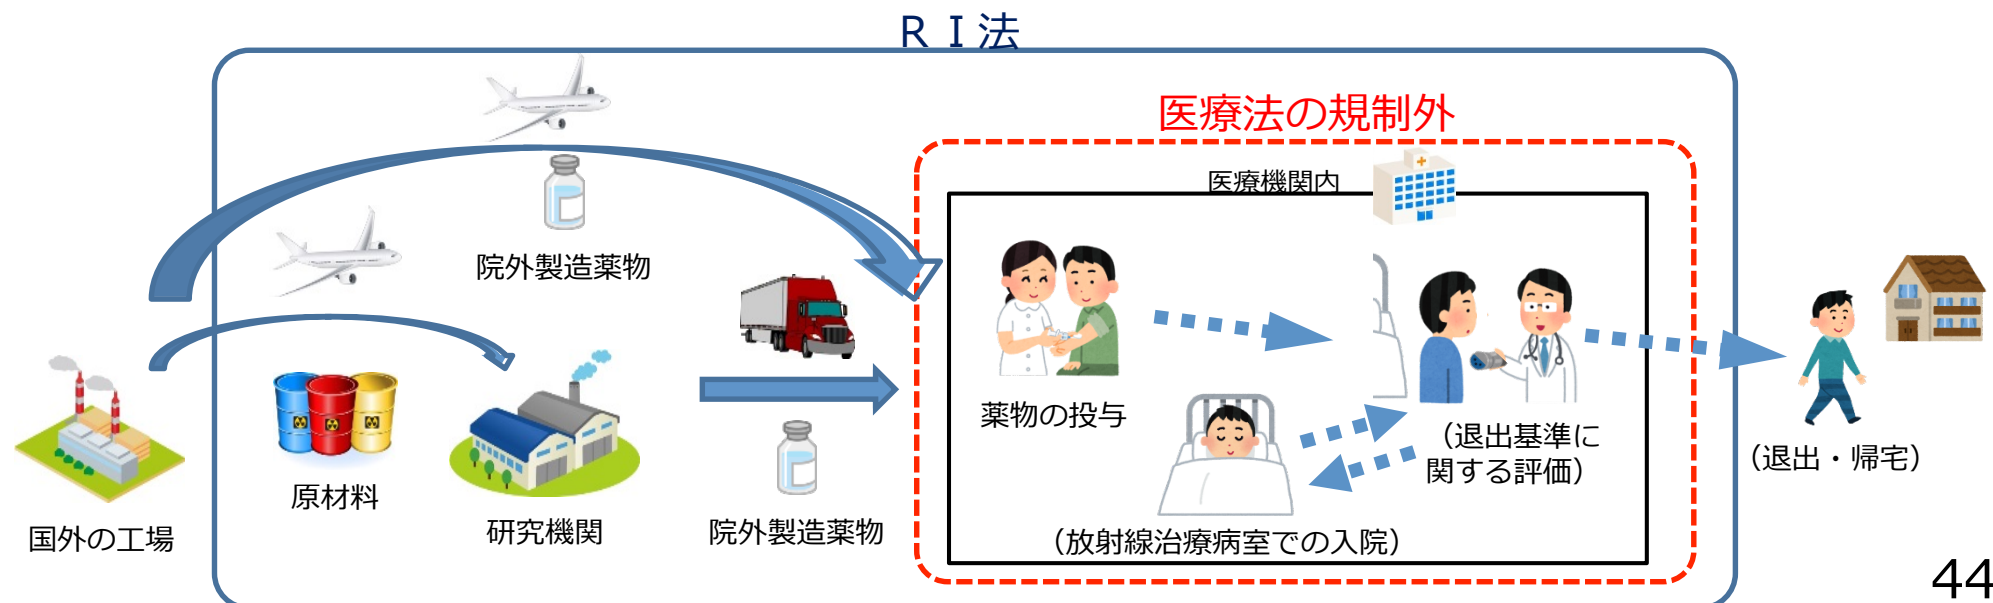 ＲＩ法
医療法の規制外
医療機関内
院外製造薬物
薬物の投与
（退出基準に
関する評価）
（退出・帰宅）
原材料
国外の工場
研究機関
院外製造薬物
（放射線治療病室での入院）
44